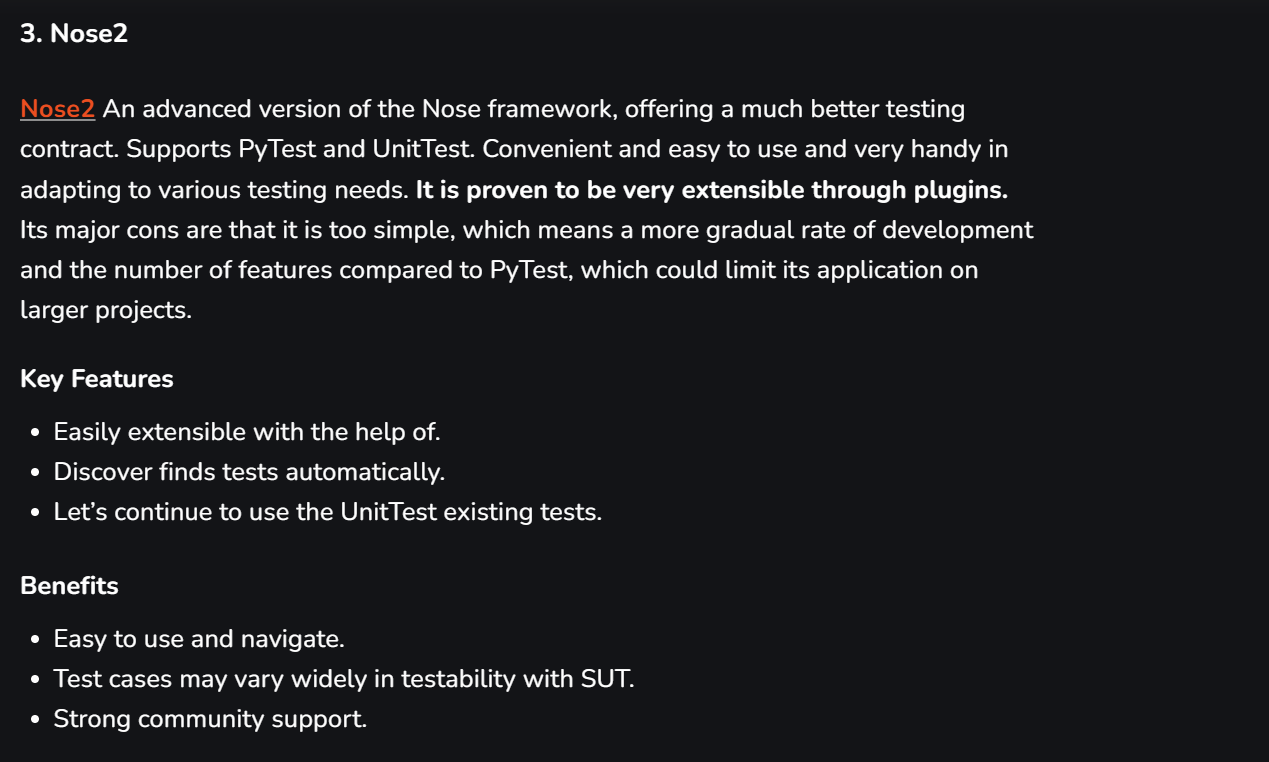 3. Nose2
Nose2 An advanced version of the Nose framework, offering a much better testing
contract. Supports PyTest and UnitTest. Convenient and easy to use and very handy in
adapting to various testing needs. It is proven to be very extensible through plugins.
Its major cons are that it is too simple, which means a more gradual rate of development
and the number of features compared to PyTest, which could limit its application on
larger projects.
Key Features
• Easily extensible with the help of.
• Discover finds tests automatically.
• Let’s continue to use the UnitTest existing tests.
Benefits
• Easy to use and navigate.
• Test cases may vary widely in testability with SUT.
• Strong community support.